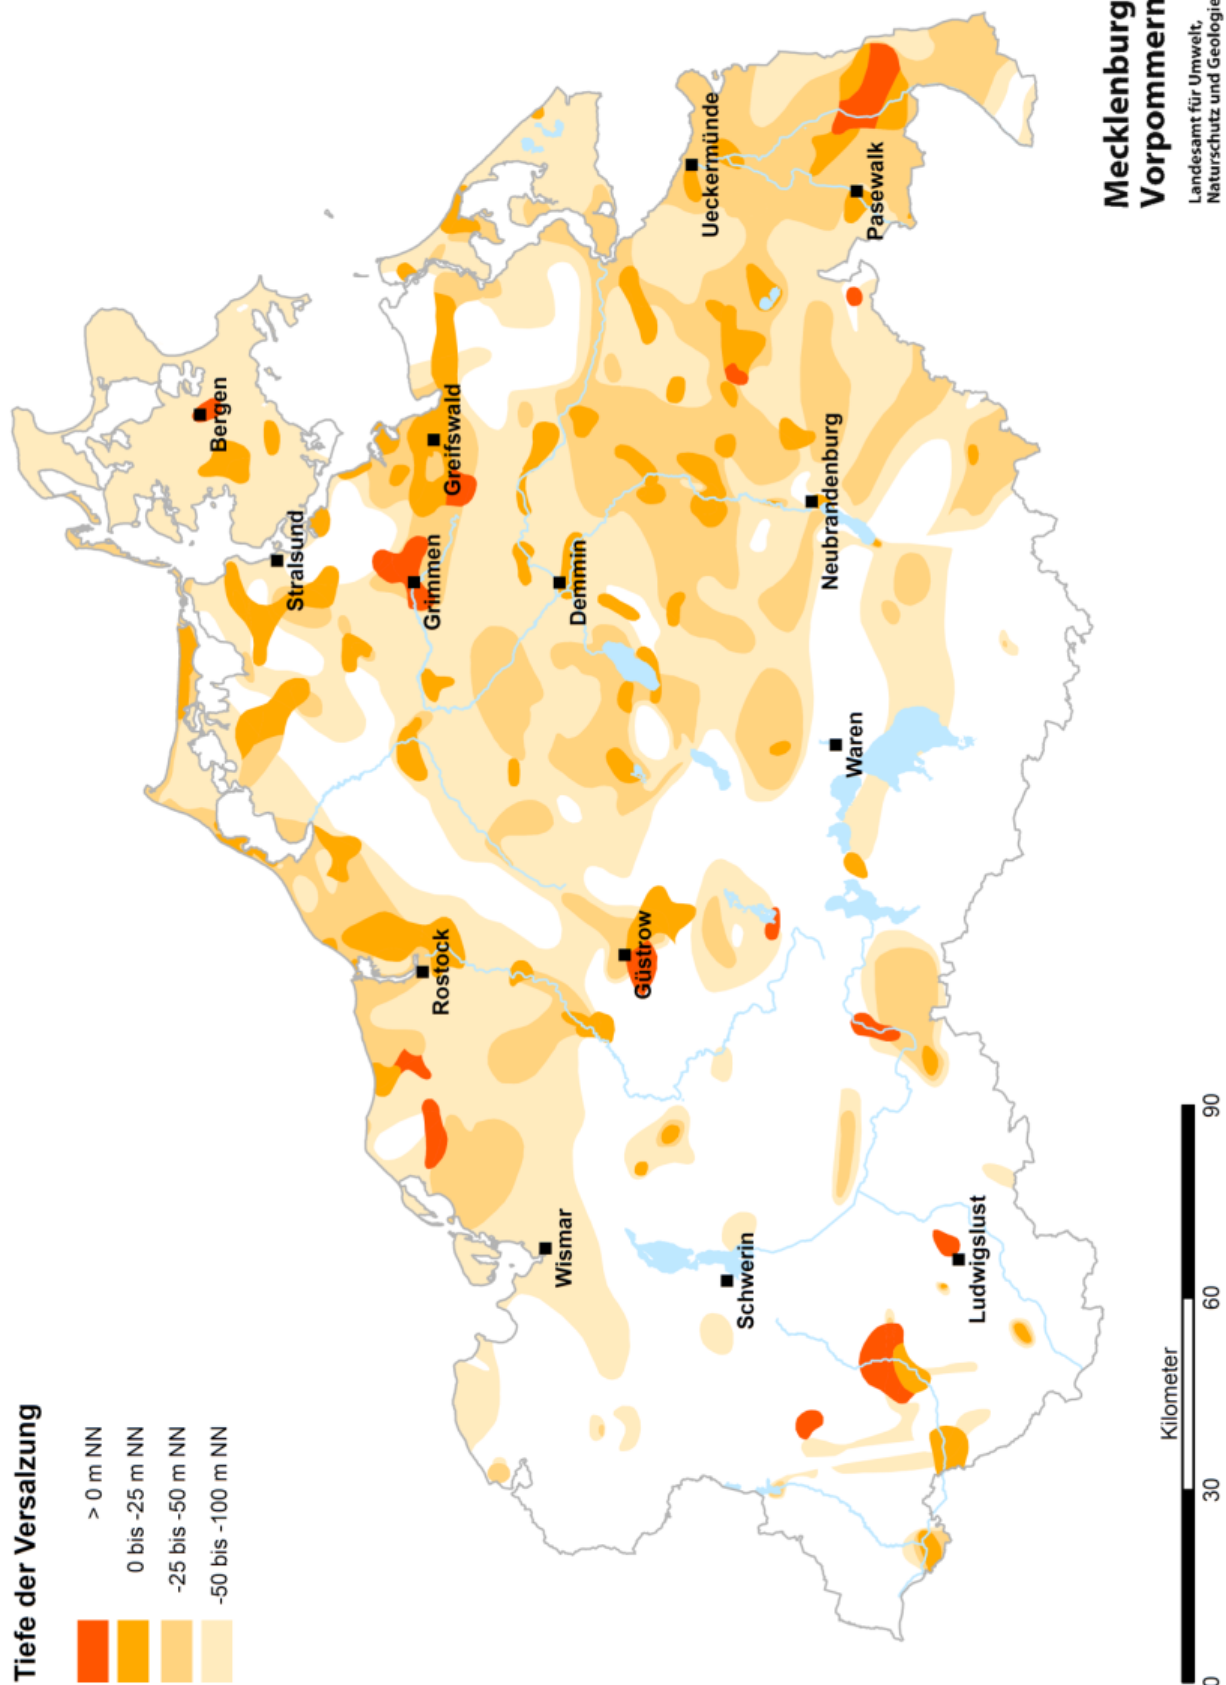 Tiefe der Versalzung
> 0 m NN
0 bis -25 m NN
-25 bis -50 m NN
-50 bis -100 m NN
Bergen
Stralsund
Greifswald
Grimmen
Rostock
Demmin
Wismar
Güstrow
Ueckermünde
Schwerin
Neubrandenburg
Waren
Pasewalk
Ludwigslust
Kilometer
0 30 60 90
Mecklenburg
Vorpommern
Landesamt für Umwelt,
Naturschutz und Geologie